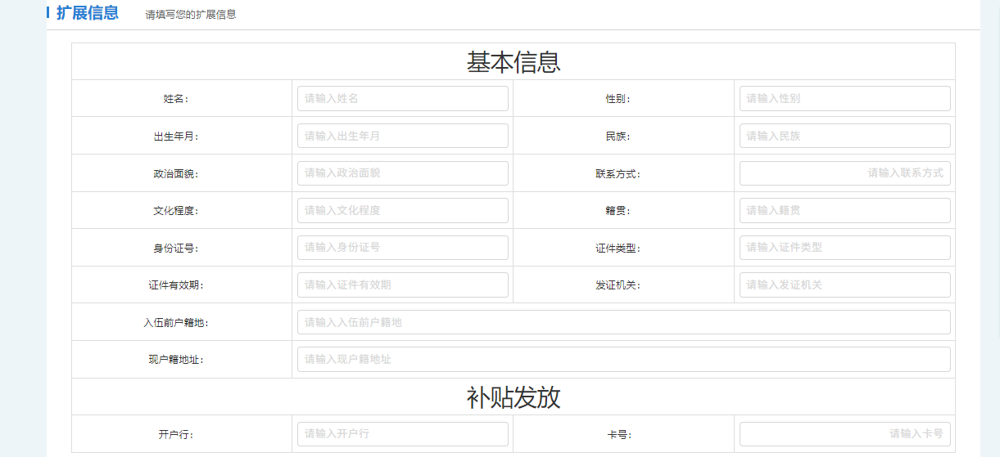 扩展信息 请填写您的扩展信息
基本信息
姓名: 请输入姓名 性别: 请输入性别
出生年月: 请输入出生年月 民族: 请输入民族
政治面貌: 请输入政治面貌 联系方式: 请输入联系方式
文化程度: 请输入文化程度 籍贯: 请输入籍贯
身份证号: 请输入身份证号 证件类型: 请输入证件类型
证件有效期: 请输入证件有效期 发证机关: 请输入发证机关
入伍前户籍地: 请输入入伍前户籍地
现户籍地址: 请输入现户籍地址
补贴发放
开户行: 请输入开户行 卡号: 请输入卡号